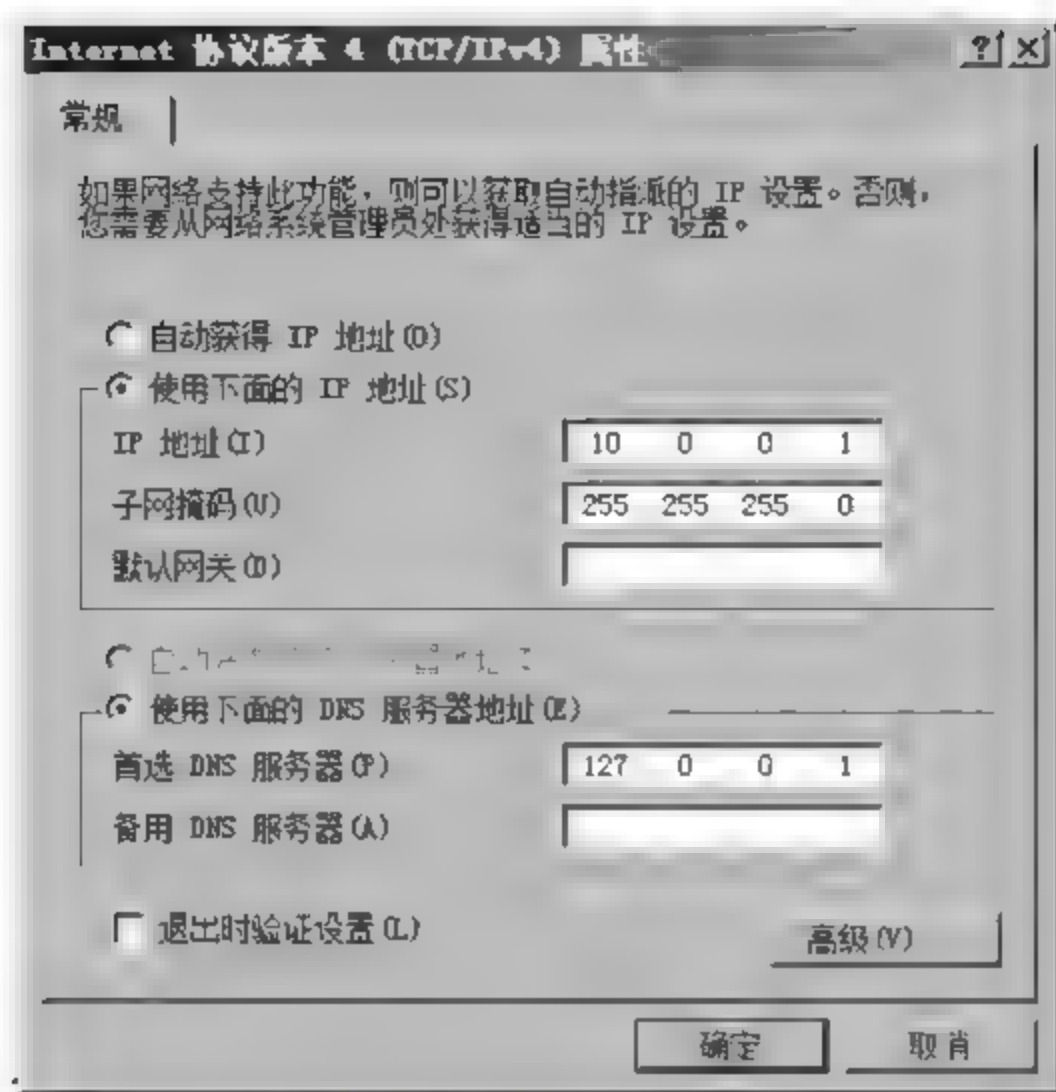 Internet 协议版本 4 (TCP/IPv4) 属性
常规
如果网络支持此功能，则可以获取自动指派的 IP 设置。否则，
您需要从网络系统管理员处获得适当的 IP 设置。
自动获得 IP 地址(O)
使用下面的 IP 地址(S)
IP 地址(I) 10 0 0 1
子网掩码(U) 255 255 255 0
默认网关(D)
使用下面的 DNS 服务器地址(E)
首选 DNS 服务器(P) 127 0 0 1
备用 DNS 服务器(A)
退出时验证设置(L)
高级(V)
确定 取消